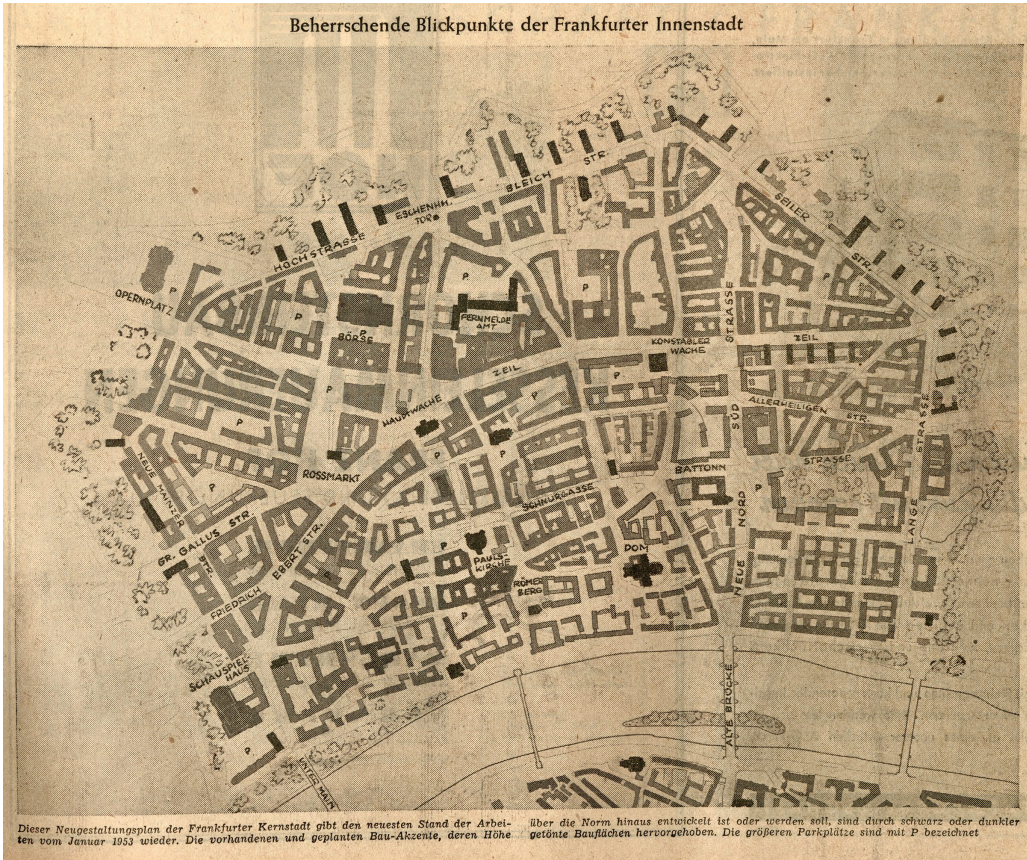 Beherrschende Blickpunkte der Frankfurter Innenstadt
BLEICH STR.
ESCHENHM.
TOR
HOCHSTRASSE
SEILER
STR.
OPERNPLATZ
P
P
P
P
FERNMELDE
AMT
P
BÖRSE
STRASSE
KONSTABLER
WACHE
ZEIL
ZEIL
P
P
P
HAUPTWACHE
ALLERHEILIGEN STR.
SÜD
STRASSE
P
ROSSMARKT
P
P
BATTONN
STRASSE
NEUE
MAINZER
STR.
P
SCHNURGASSE
P
NEUE NORD
LANGE
GR. GALLUS STR.
EBERT STR.
P
PAULS-
KIRCHE
DOM
RÖMER
BERG
FRIEDRICH
P
P
SCHAUSPIEL
HAUS
P
ALTE BRÜCKE
UNTERMAIN
Dieser Neugestaltungsplan der Frankfurter Kernstadt gibt den neuesten Stand der Arbei-
ten vom Januar 1953 wieder. Die vorhandenen und geplanten Bau-Akzente, deren Höhe
über die Norm hinaus entwickelt ist oder werden soll, sind durch schwarz oder dunkler
getönte Bauflächen hervorgehoben. Die größeren Parkplätze sind mit P bezeichnet